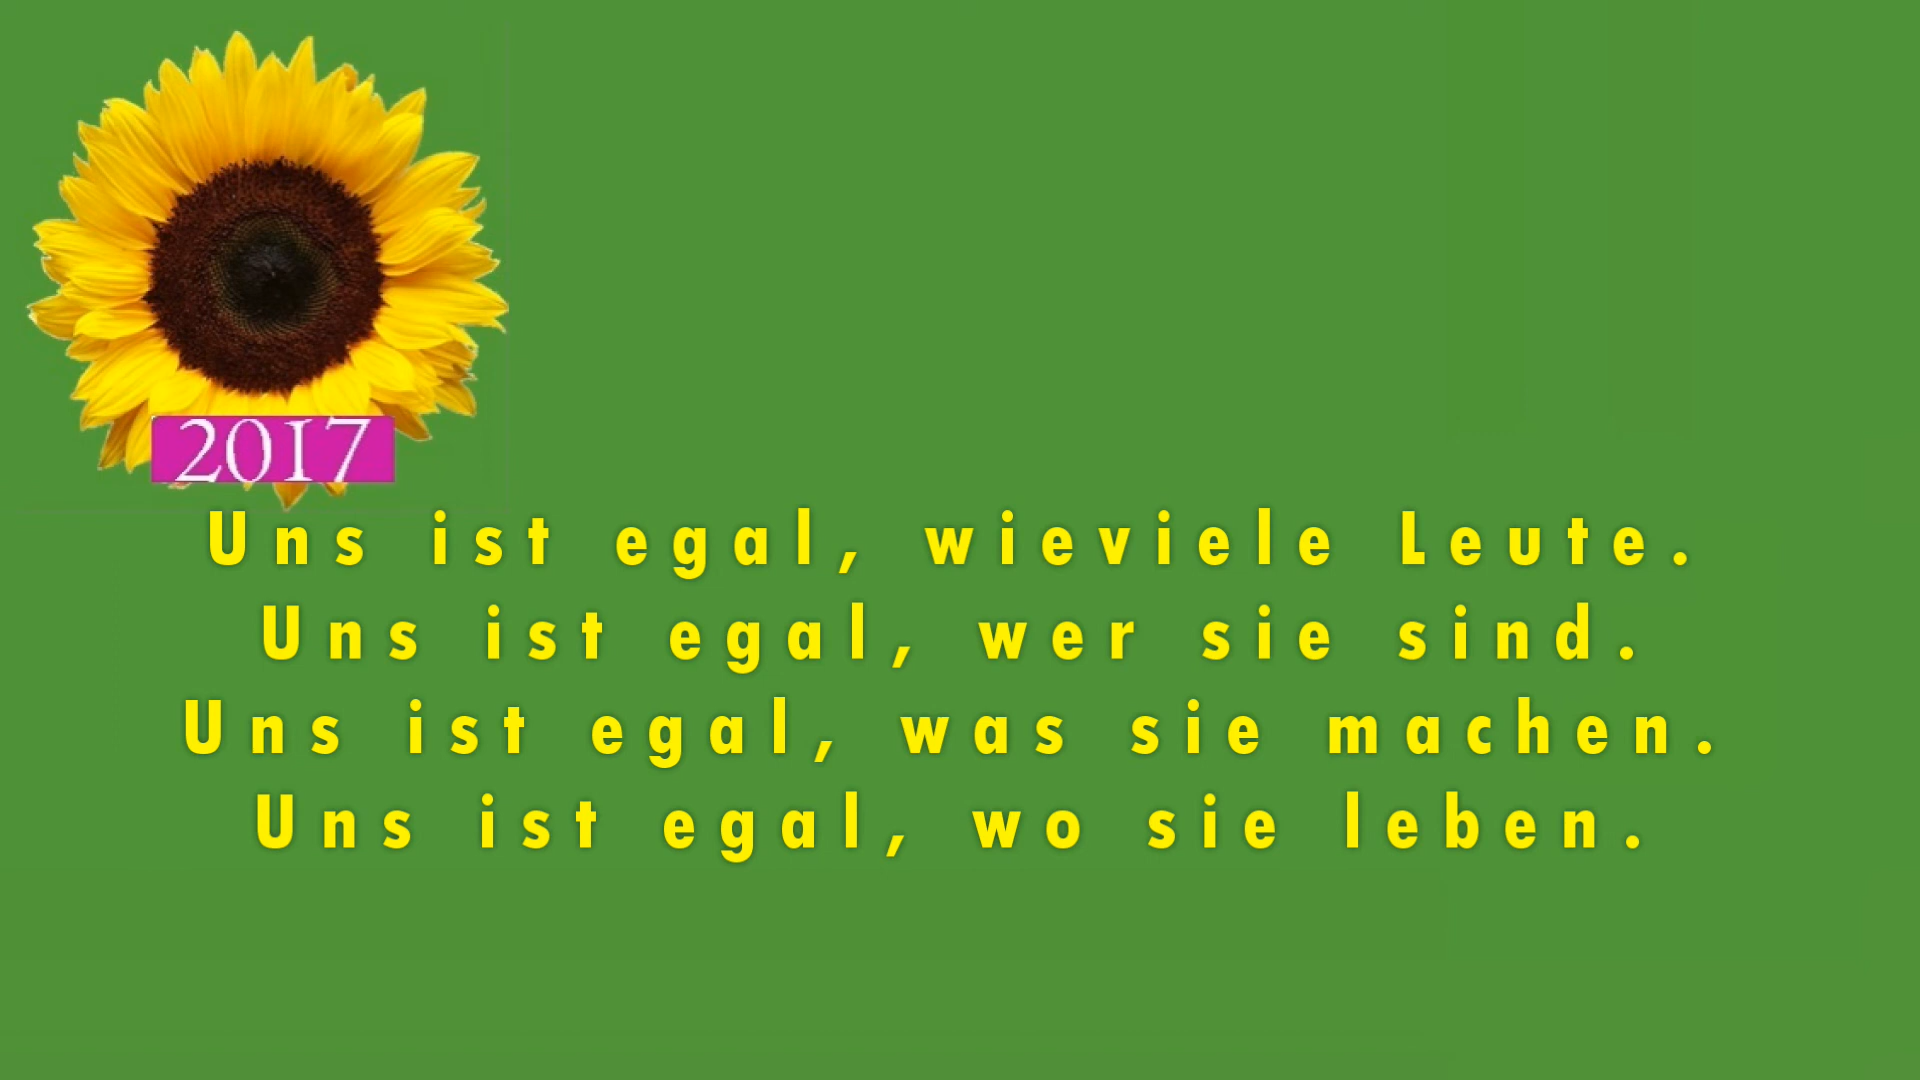 2017
Uns ist egal, wieviele Leute.
Uns ist egal, wer sie sind.
Uns ist egal, was sie machen.
Uns ist egal, wo sie leben.